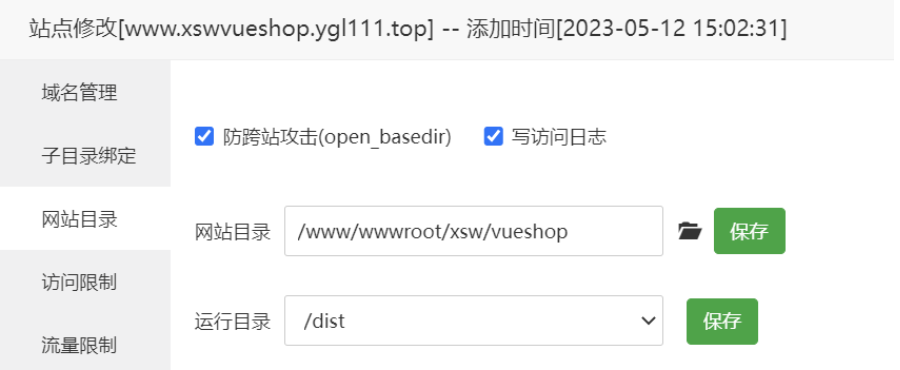 站点修改[www.xswvueshop.ygl111.top] -- 添加时间[2023-05-12 15:02:31]
域名管理
子目录绑定
网站目录
访问限制
流量限制
防跨站攻击(open_basedir) 写访问日志
网站目录 /www/wwwroot/xsw/vueshop 保存
运行目录 /dist 保存